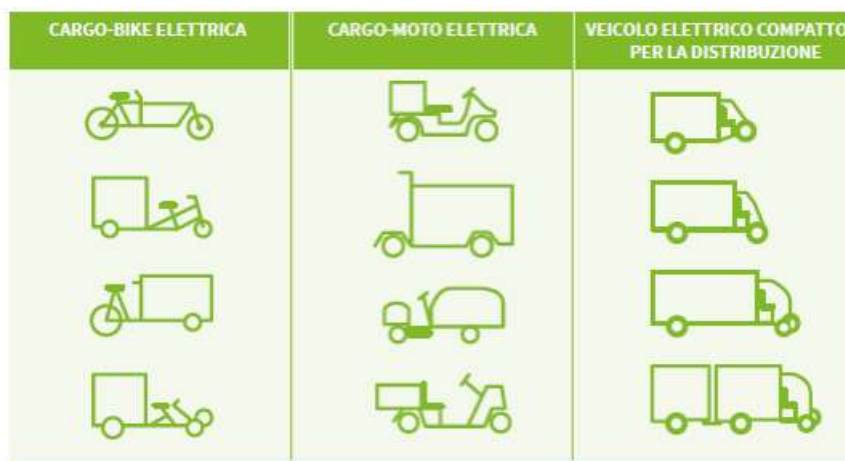 CARGO-BIKE ELETTRICA
CARGO-MOTO ELETTRICA
VEICOLO ELETTRICO COMPATTO
PER LA DISTRIBUZIONE